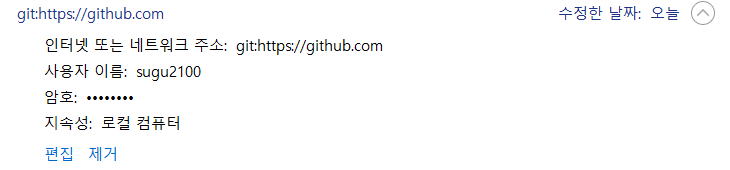 git:https://github.com 수정한 날짜: 오늘
인터넷 또는 네트워크 주소: git:https://github.com
사용자 이름: sugu2100
암호: ••••••••
지속성: 로컬 컴퓨터
편집 제거